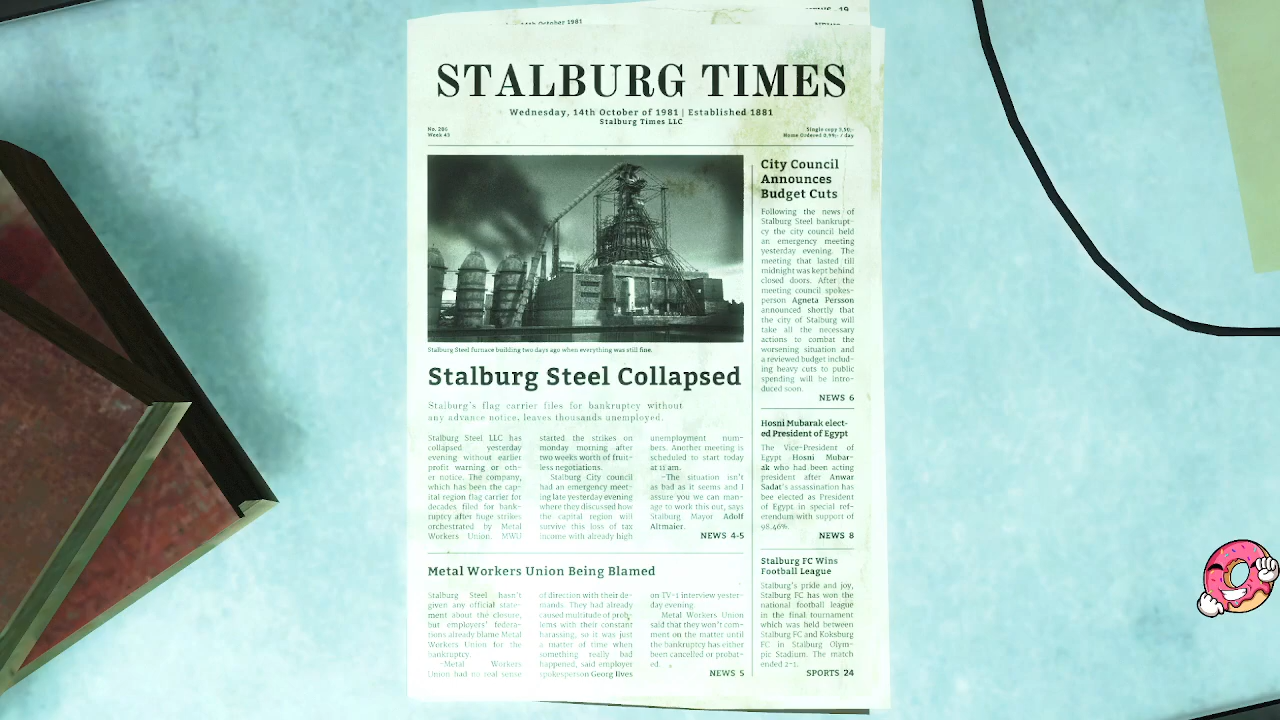 14th October 1981
STALBURG TIMES
Wednesday, 14th October of 1981 | Established 1881
Stalburg Times LLC
No. 286
Week 43
Single copy 3,50,-
Home Ordered 0,99,- / day
Stalburg Steel furnace building two days ago when everything was still fine.
Stalburg Steel Collapsed
Stalburg's flag carrier files for bankruptcy without
any advance notice, leaves thousands unemployed.
Stalburg Steel LLC has
collapsed yesterday
evening without earlier
profit warning or oth-
er notice. The company,
which has been the cap-
ital region flag carrier for
decades filed for bank-
ruptcy after huge strikes
orchestrated by Metal
Workers Union. MWU
started the strikes on
monday morning after
two weeks worth of fruit-
less negotiations.
Stalburg City council
had an emergency meet-
ing late yesterday evening
where they discussed how
the capital region will
survive this loss of tax
income with already high
unemployment num-
bers. Another meeting is
scheduled to start today
at 11 am.
-The situation isn't
as bad as it seems and I
assure you we can man-
age to work this out, says
Stalburg Mayor Adolf
Altmaier.
NEWS 4-5
Metal Workers Union Being Blamed
Stalburg Steel hasn't
given any official state-
ment about the closure,
but employers' federa-
tions already blame Metal
Workers Union for the
bankruptcy.
-Metal Workers
Union had no real sense
of direction with their de-
mands. They had already
caused multitude of prob-
lems with their constant
harassing, so it was just
a matter of time when
something really bad
happened, said employer
spokesperson Georg Ilves
on TV-1 interview yester-
day evening.
Metal Workers Union
said that they won't com-
ment on the matter until
the bankruptcy has either
been cancelled or probat-
ed.
NEWS 5
City Council
Announces
Budget Cuts
Following the news of
Stalburg Steel bankrupt-
cy the city council held
an emergency meeting
yesterday evening. The
meeting that lasted till
midnight was kept behind
closed doors. After the
meeting council spokes-
person Agneta Persson
announced shortly that
the city of Stalburg will
take all the necessary
actions to combat the
worsening situation and
a reviewed budget includ-
ing heavy cuts to public
spending will be intro-
duced soon.
NEWS 6
Hosni Mubarak elect-
ed President of Egypt
The Vice-President of
Egypt Hosni Mubar-
ak who had been acting
president after Anwar
Sadat's assassination has
bee elected as President
of Egypt in special ref-
erendum with support of
98.46%.
NEWS 8
Stalburg FC Wins
Football League
Stalburg's pride and joy,
Stalburg FC has won the
national football league
in the final tournament
which was held between
Stalburg FC and Koksburg
FC in Stalburg Olym-
pic Stadium. The match
ended 2-1.
SPORTS 24